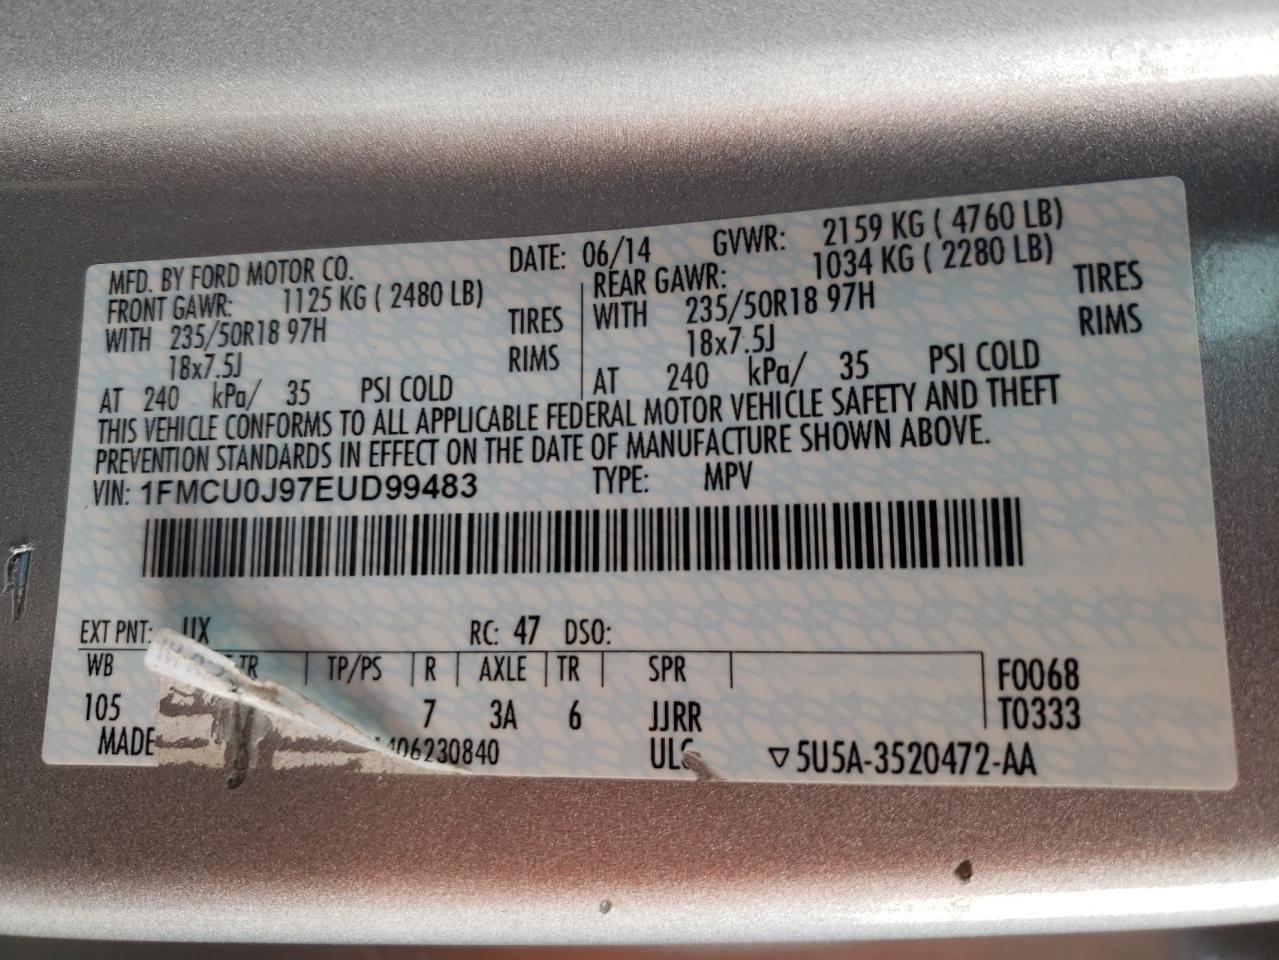 MFD. BY FORD MOTOR CO. DATE: 06/14 GVWR: 2159 KG ( 4760 LB)
FRONT GAWR: 1125 KG ( 2480 LB) REAR GAWR: 1034 KG ( 2280 LB)
WITH 235/50R18 97H TIRES WITH 235/50R18 97H TIRES
18x7.5J RIMS 18x7.5J RIMS
AT 240 kPa/ 35 PSI COLD AT 240 kPa/ 35 PSI COLD
THIS VEHICLE CONFORMS TO ALL APPLICABLE FEDERAL MOTOR VEHICLE SAFETY AND THEFT
PREVENTION STANDARDS IN EFFECT ON THE DATE OF MANUFACTURE SHOWN ABOVE.
VIN: 1FMCU0J97EUD99483 TYPE: MPV
EXT PNT: UX RC: 47 DSO:
WB TR TP/PS R AXLE TR SPR F0068
105 7 3A 6 JJRR T0333
MADE 406230840 ▽5U5A-3520472-AA